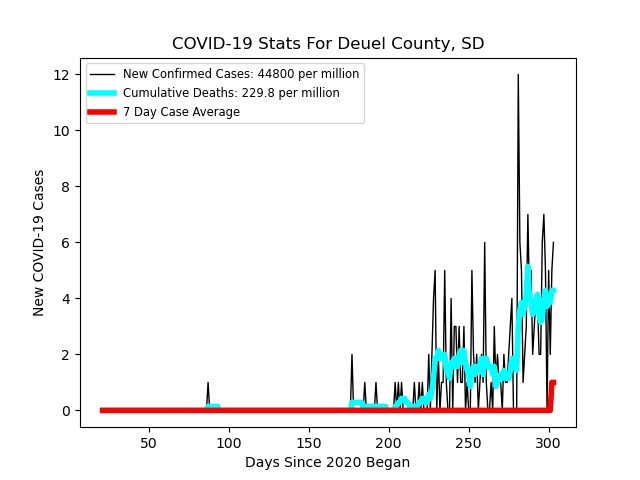 COVID-19 Stats For Deuel County, SD
New Confirmed Cases: 44800 per million
Cumulative Deaths: 229.8 per million
7 Day Case Average
New COVID-19 Cases
12
10
8
6
4
2
0
50 100 150 200 250 300
Days Since 2020 Began